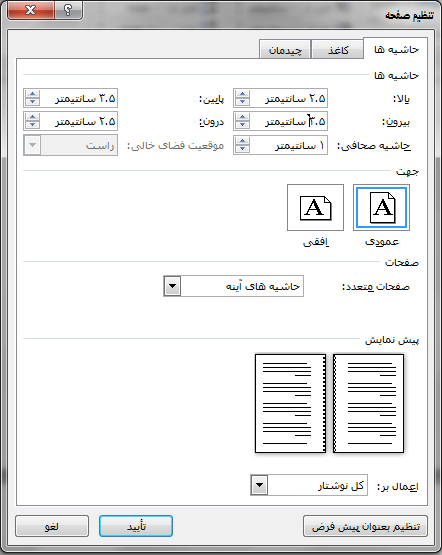 تنظیم صفحه
حاشیه ها کاغذ چیدمان
حاشیه ها
بالا: ۲.۵ سانتیمتر پایین: ۳.۵ سانتیمتر
بیرون: ۳.۵ سانتیمتر درون: ۲.۵ سانتیمتر
حاشیه صحافی: ۱ سانتیمتر موقعیت فضای خالی: راست
جهت
A A
عمودی افقی
صفحات
صفحات متعدد: حاشیه های آینه
پیش نمایش
اعمال بر: کل نوشتار
تنظیم بعنوان پیش فرض تأیید لغو